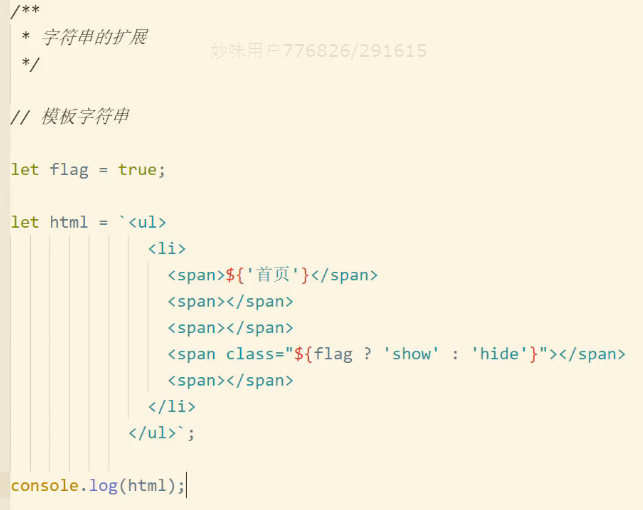 /**
 * 字符串的扩展
妙味用户776826/291615
 */
// 模板字符串
let flag = true;
let html = `<ul>
<li>
<span>${'首页'}</span>
<span></span>
<span></span>
<span class="${flag ? 'show' : 'hide'}"></span>
<span></span>
</li>
</ul>`;
console.log(html);